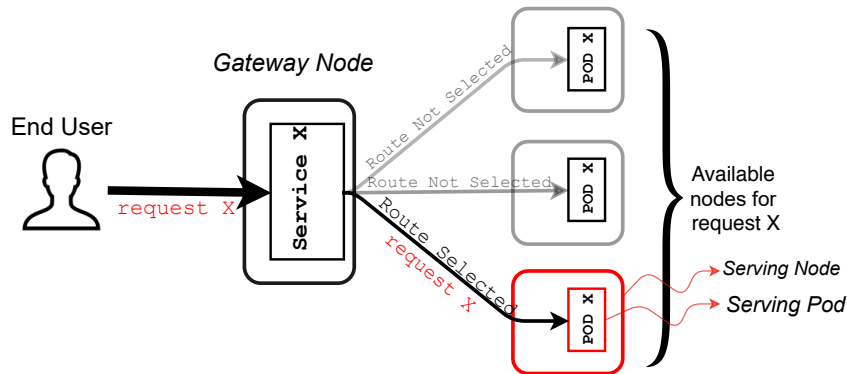 Gateway Node
End User
request X
Service X
Route Not Selected
Route Not Selected
Route Selected
request X
POD X
POD X
POD X
Available
nodes for
request X
Serving Node
Serving Pod